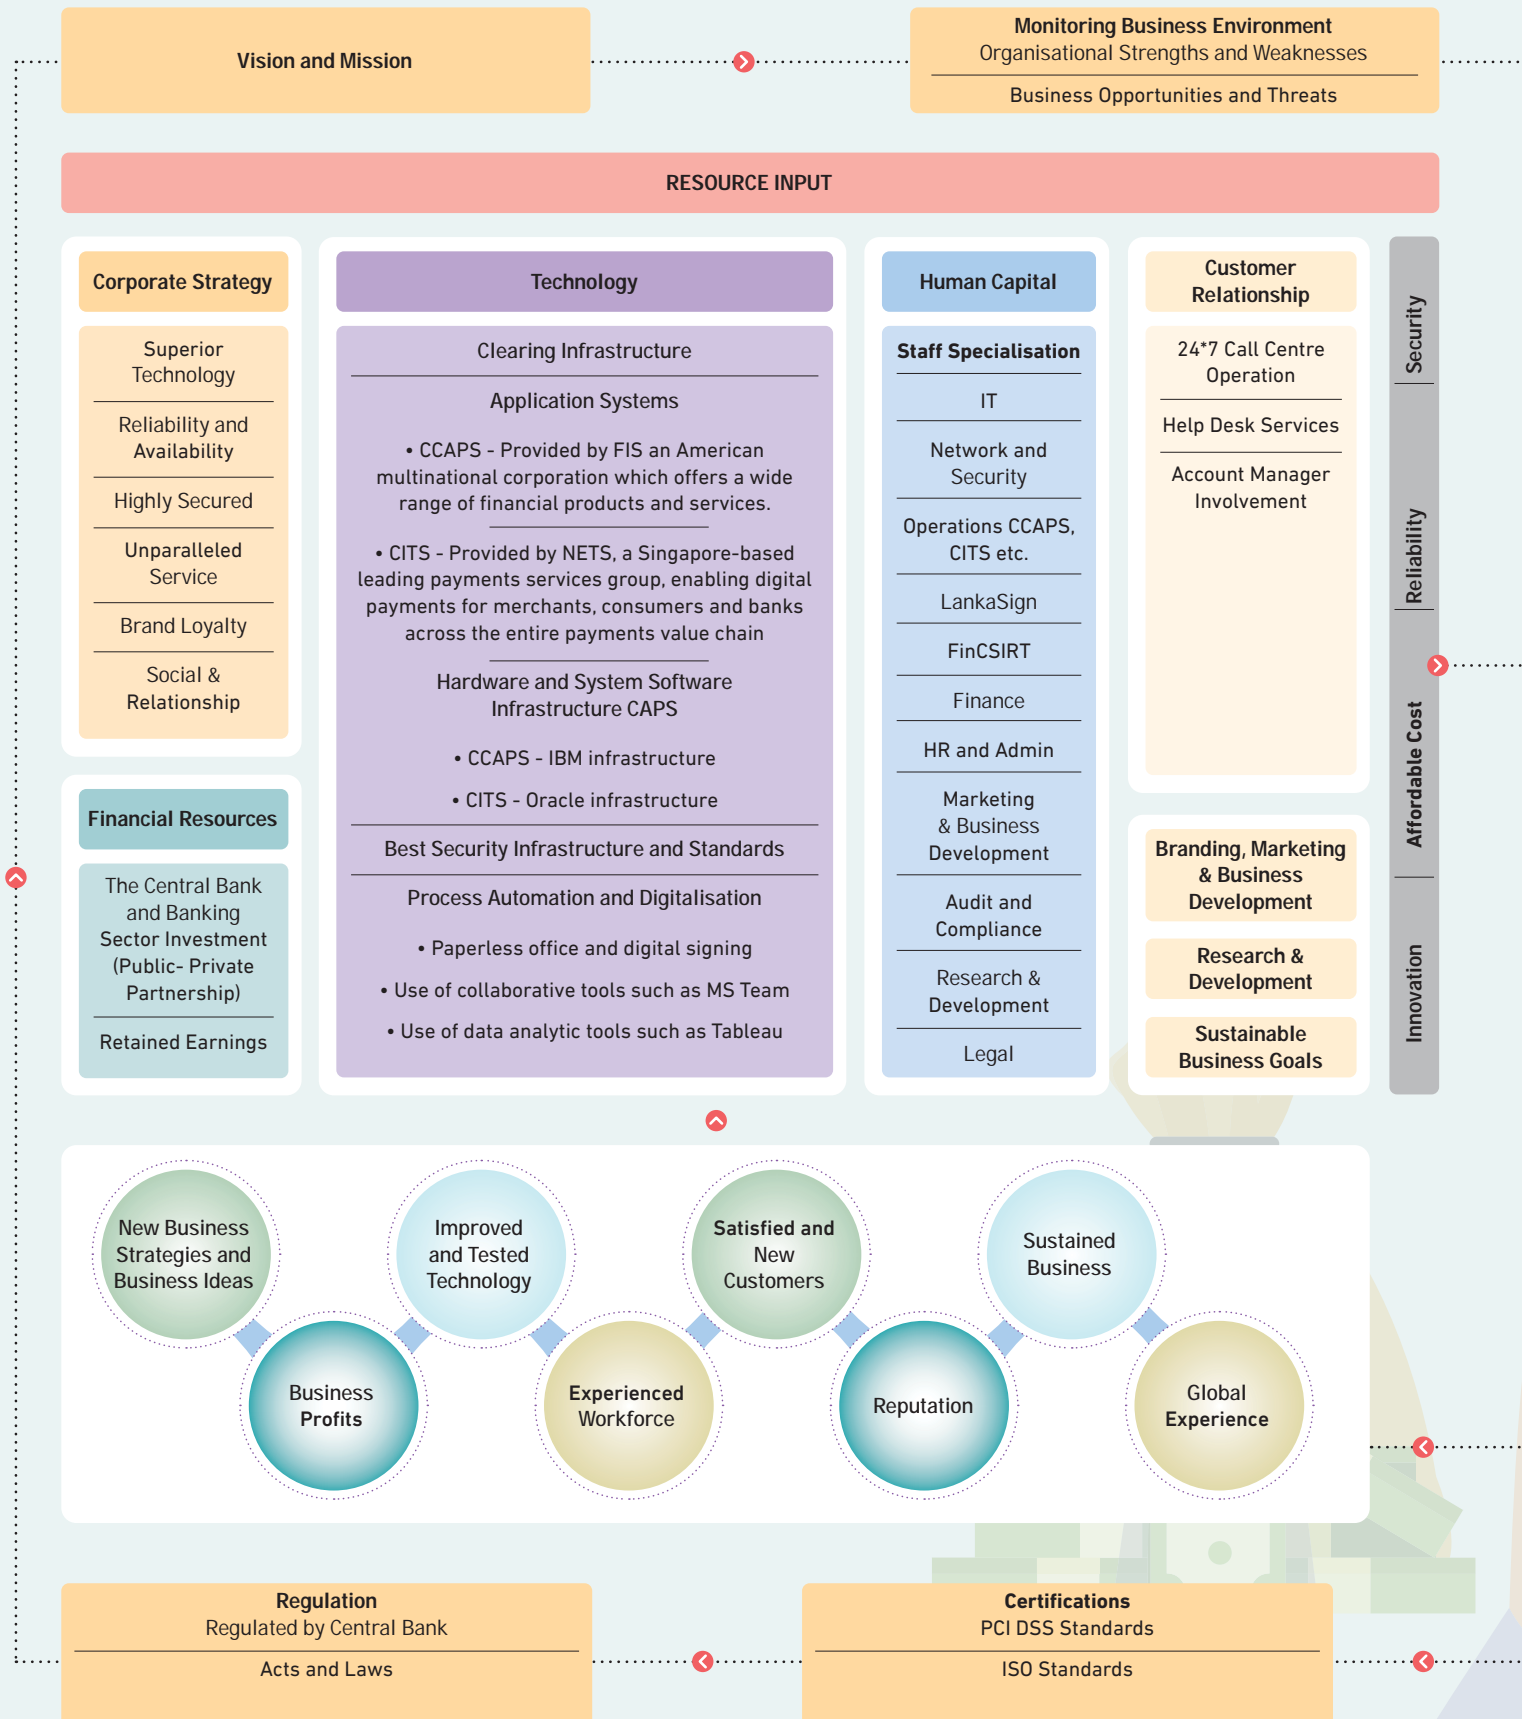 Vision and Mission
Monitoring Business Environment
Organisational Strengths and Weaknesses
Business Opportunities and Threats
RESOURCE INPUT
Corporate Strategy
Superior
Technology
Reliability and
Availability
Highly Secured
Unparalleled
Service
Brand Loyalty
Social &
Relationship
Financial Resources
The Central Bank
and Banking
Sector Investment
(Public- Private
Partnership)
Retained Earnings
Technology
Clearing Infrastructure
Application Systems
• CCAPS - Provided by FIS an American
multinational corporation which offers a wide
range of financial products and services.
• CITS - Provided by NETS, a Singapore-based
leading payments services group, enabling digital
payments for merchants, consumers and banks
across the entire payments value chain
Hardware and System Software
Infrastructure CAPS
• CCAPS - IBM infrastructure
• CITS - Oracle infrastructure
Best Security Infrastructure and Standards
Process Automation and Digitalisation
• Paperless office and digital signing
• Use of collaborative tools such as MS Team
• Use of data analytic tools such as Tableau
Human Capital
Staff Specialisation
IT
Network and
Security
Operations CCAPS,
CITS etc.
LankaSign
FinCSIRT
Finance
HR and Admin
Marketing
& Business
Development
Audit and
Compliance
Research &
Development
Legal
Customer
Relationship
24*7 Call Centre
Operation
Help Desk Services
Account Manager
Involvement
Branding, Marketing
& Business
Development
Research &
Development
Sustainable
Business Goals
Security
Reliability
Affordable Cost
Innovation
New Business
Strategies and
Business Ideas
Business
Profits
Improved
and Tested
Technology
Experienced
Workforce
Satisfied and
New
Customers
Reputation
Sustained
Business
Global
Experience
Regulation
Regulated by Central Bank
Acts and Laws
Certifications
PCI DSS Standards
ISO Standards